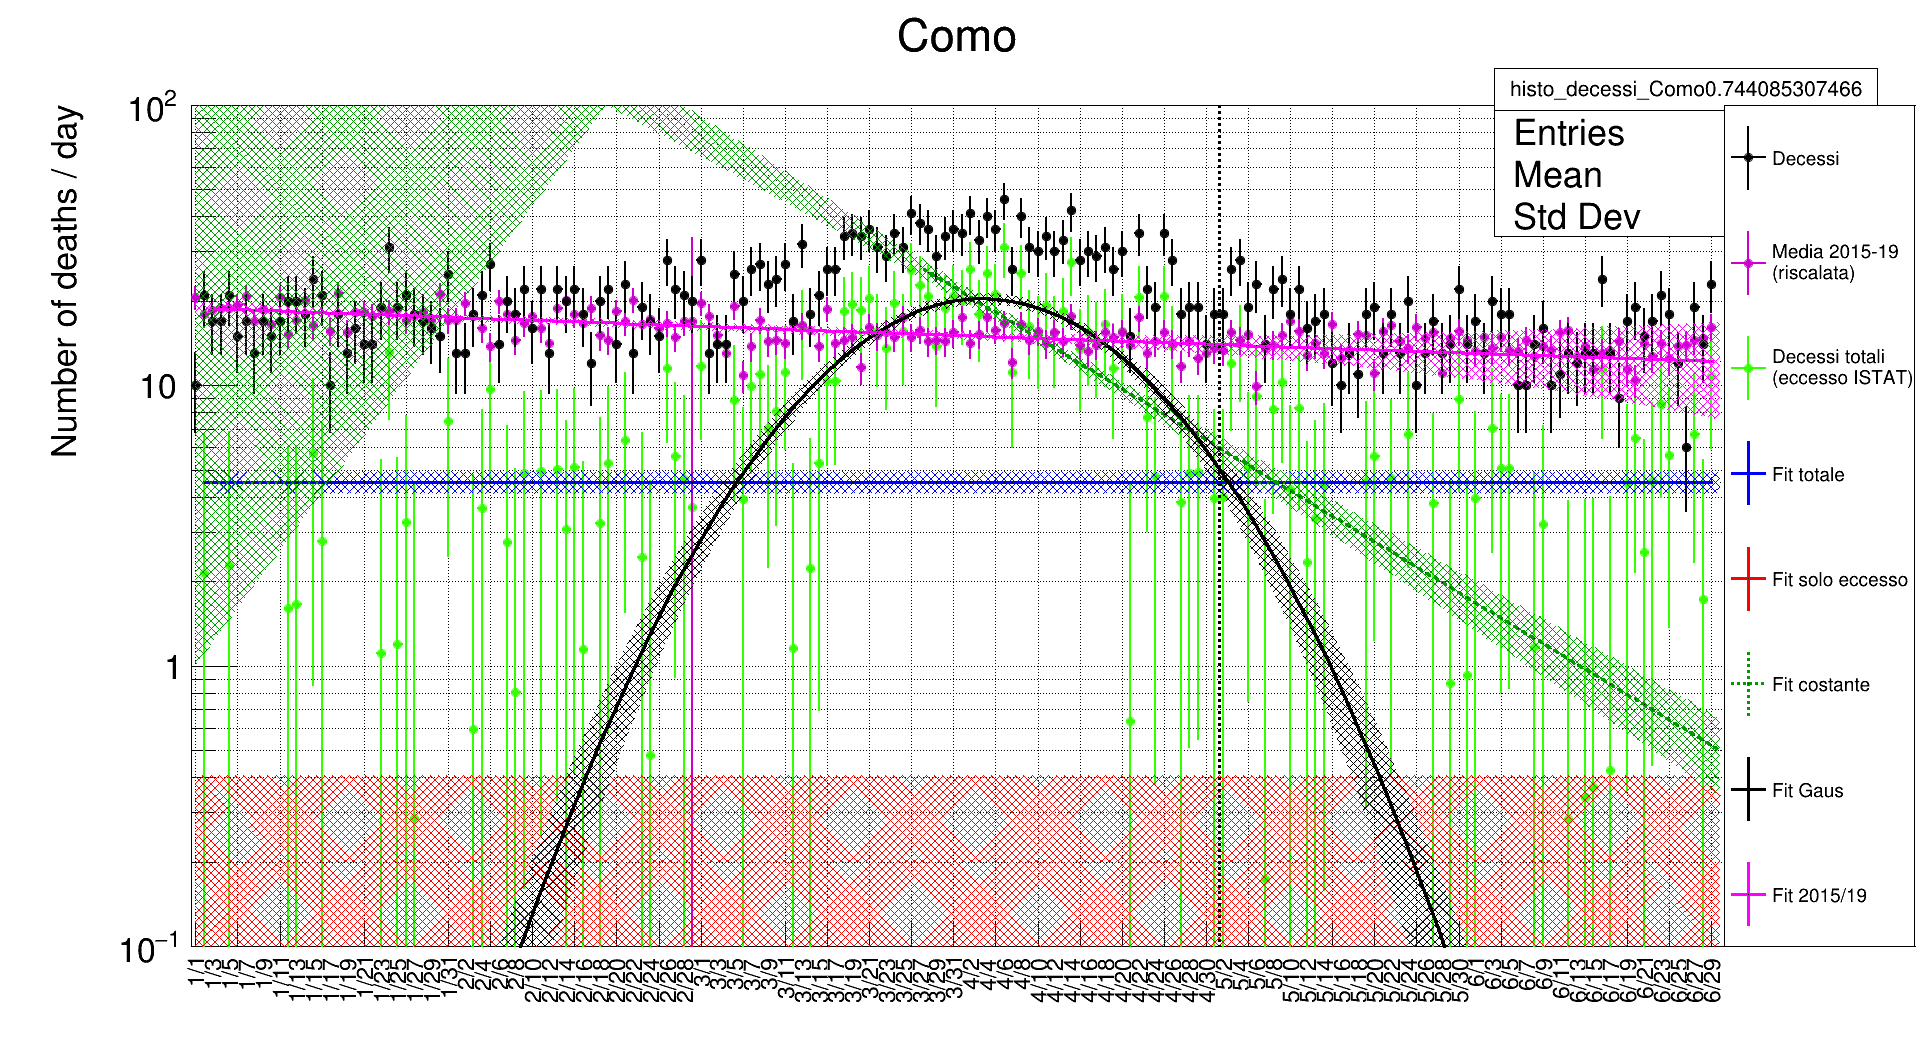 Como
histo_decessi_Como0.744085307466
Entries
Mean
Std Dev
Number of deaths / day
10²
10
1
10⁻¹
Decessi
Media 2015-19
(riscalata)
Decessi totali
(eccesso ISTAT)
Fit totale
Fit solo eccesso
Fit costante
Fit Gaus
Fit 2015/19
1/1 1/3 1/5 1/7 1/9 1/11 1/13 1/15 1/17 1/19 1/21 1/23 1/25 1/27 1/29 1/31 2/2 2/4 2/6 2/8 2/10 2/12 2/14 2/16 2/18 2/20 2/22 2/24 2/26 2/28 3/1 3/3 3/5 3/7 3/9 3/11 3/13 3/15 3/17 3/19 3/21 3/23 3/25 3/27 3/29 3/31 4/2 4/4 4/6 4/8 4/10 4/12 4/14 4/16 4/18 4/20 4/22 4/24 4/26 4/28 4/30 5/2 5/4 5/6 5/8 5/10 5/12 5/14 5/16 5/18 5/20 5/22 5/24 5/26 5/28 5/30 6/1 6/3 6/5 6/7 6/9 6/11 6/13 6/15 6/17 6/19 6/21 6/23 6/25 6/27 6/29